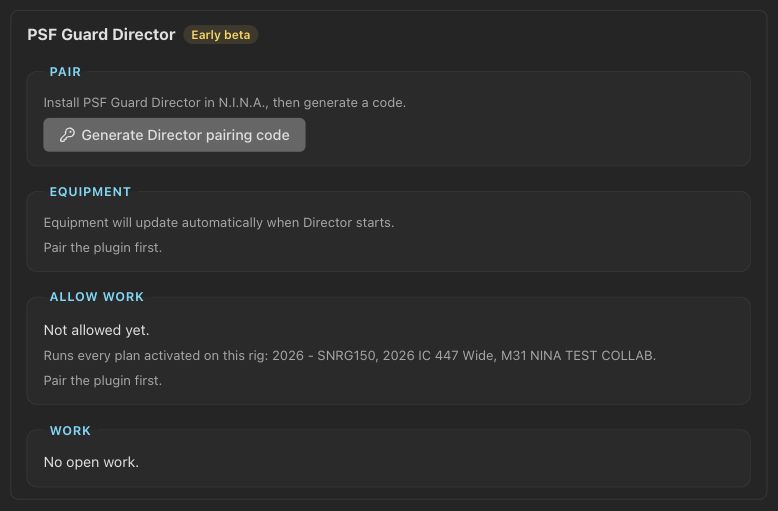 PSF Guard Director Early beta
PAIR
Install PSF Guard Director in N.I.N.A., then generate a code.
Generate Director pairing code
EQUIPMENT
Equipment will update automatically when Director starts.
Pair the plugin first.
ALLOW WORK
Not allowed yet.
Runs every plan activated on this rig: 2026 - SNRG150, 2026 IC 447 Wide, M31 NINA TEST COLLAB.
Pair the plugin first.
WORK
No open work.